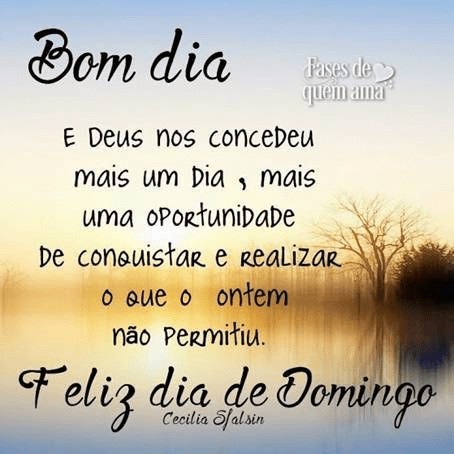 Bom dia
Fases de
quem ama
E Deus nos concedeu
mais um dia , mais
uma oportunidade
de conquistar e realizar
o que o ontem
não permitiu.
Feliz dia de Domingo
Cecilia Sfalsin